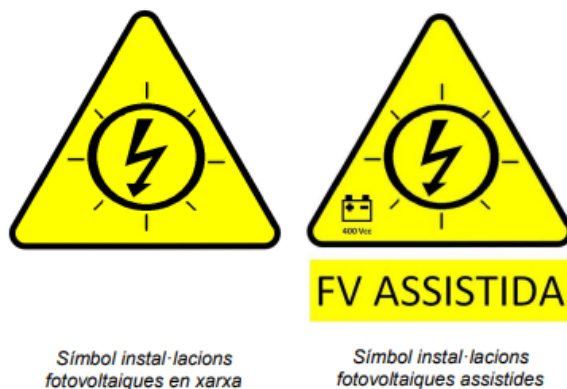 400 Vcc
FV ASSISTIDA
Símbol instal·lacions
fotovoltaiques en xarxa
Símbol instal·lacions
fotovoltaiques assistides